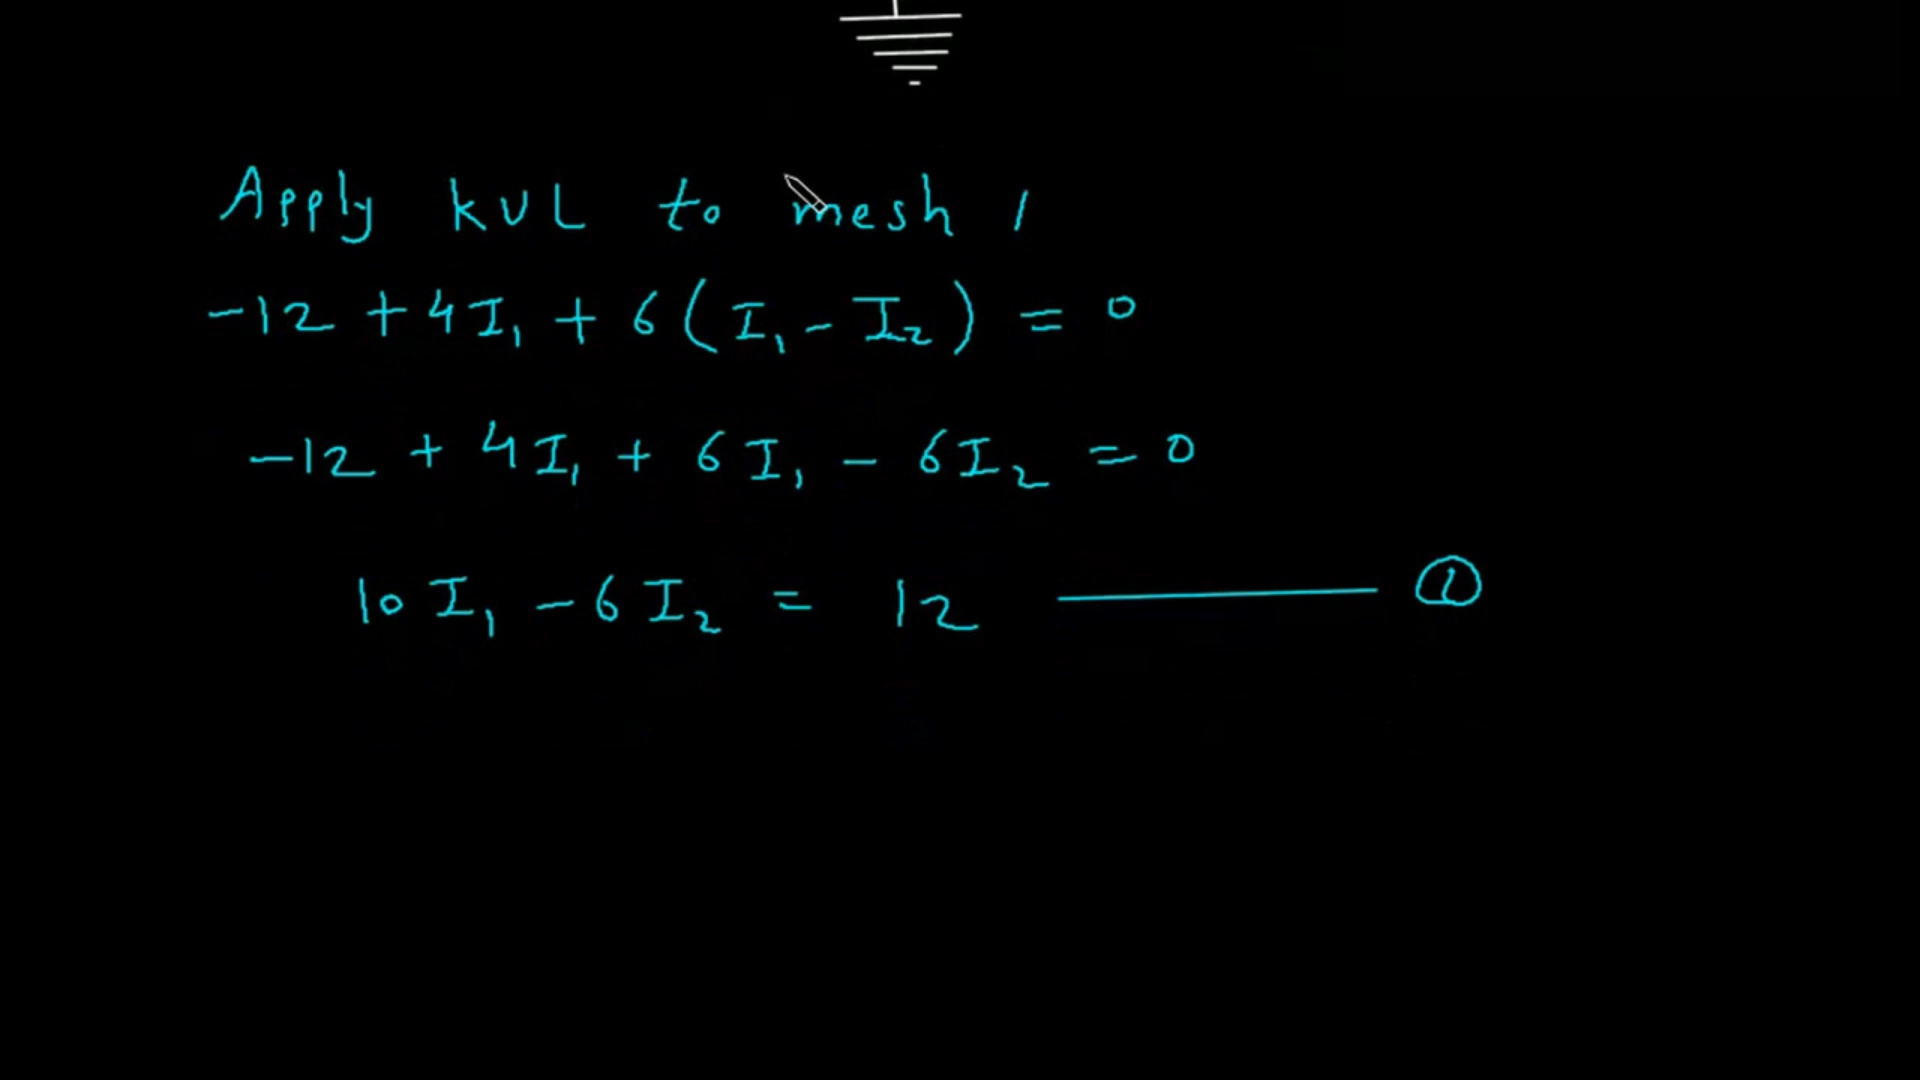 Apply KVL to mesh 1
-12 + 4I₁ + 6(I₁ - I₂) = 0
-12 + 4I₁ + 6I₁ - 6I₂ = 0
10I₁ - 6I₂ = 12 ——— ①